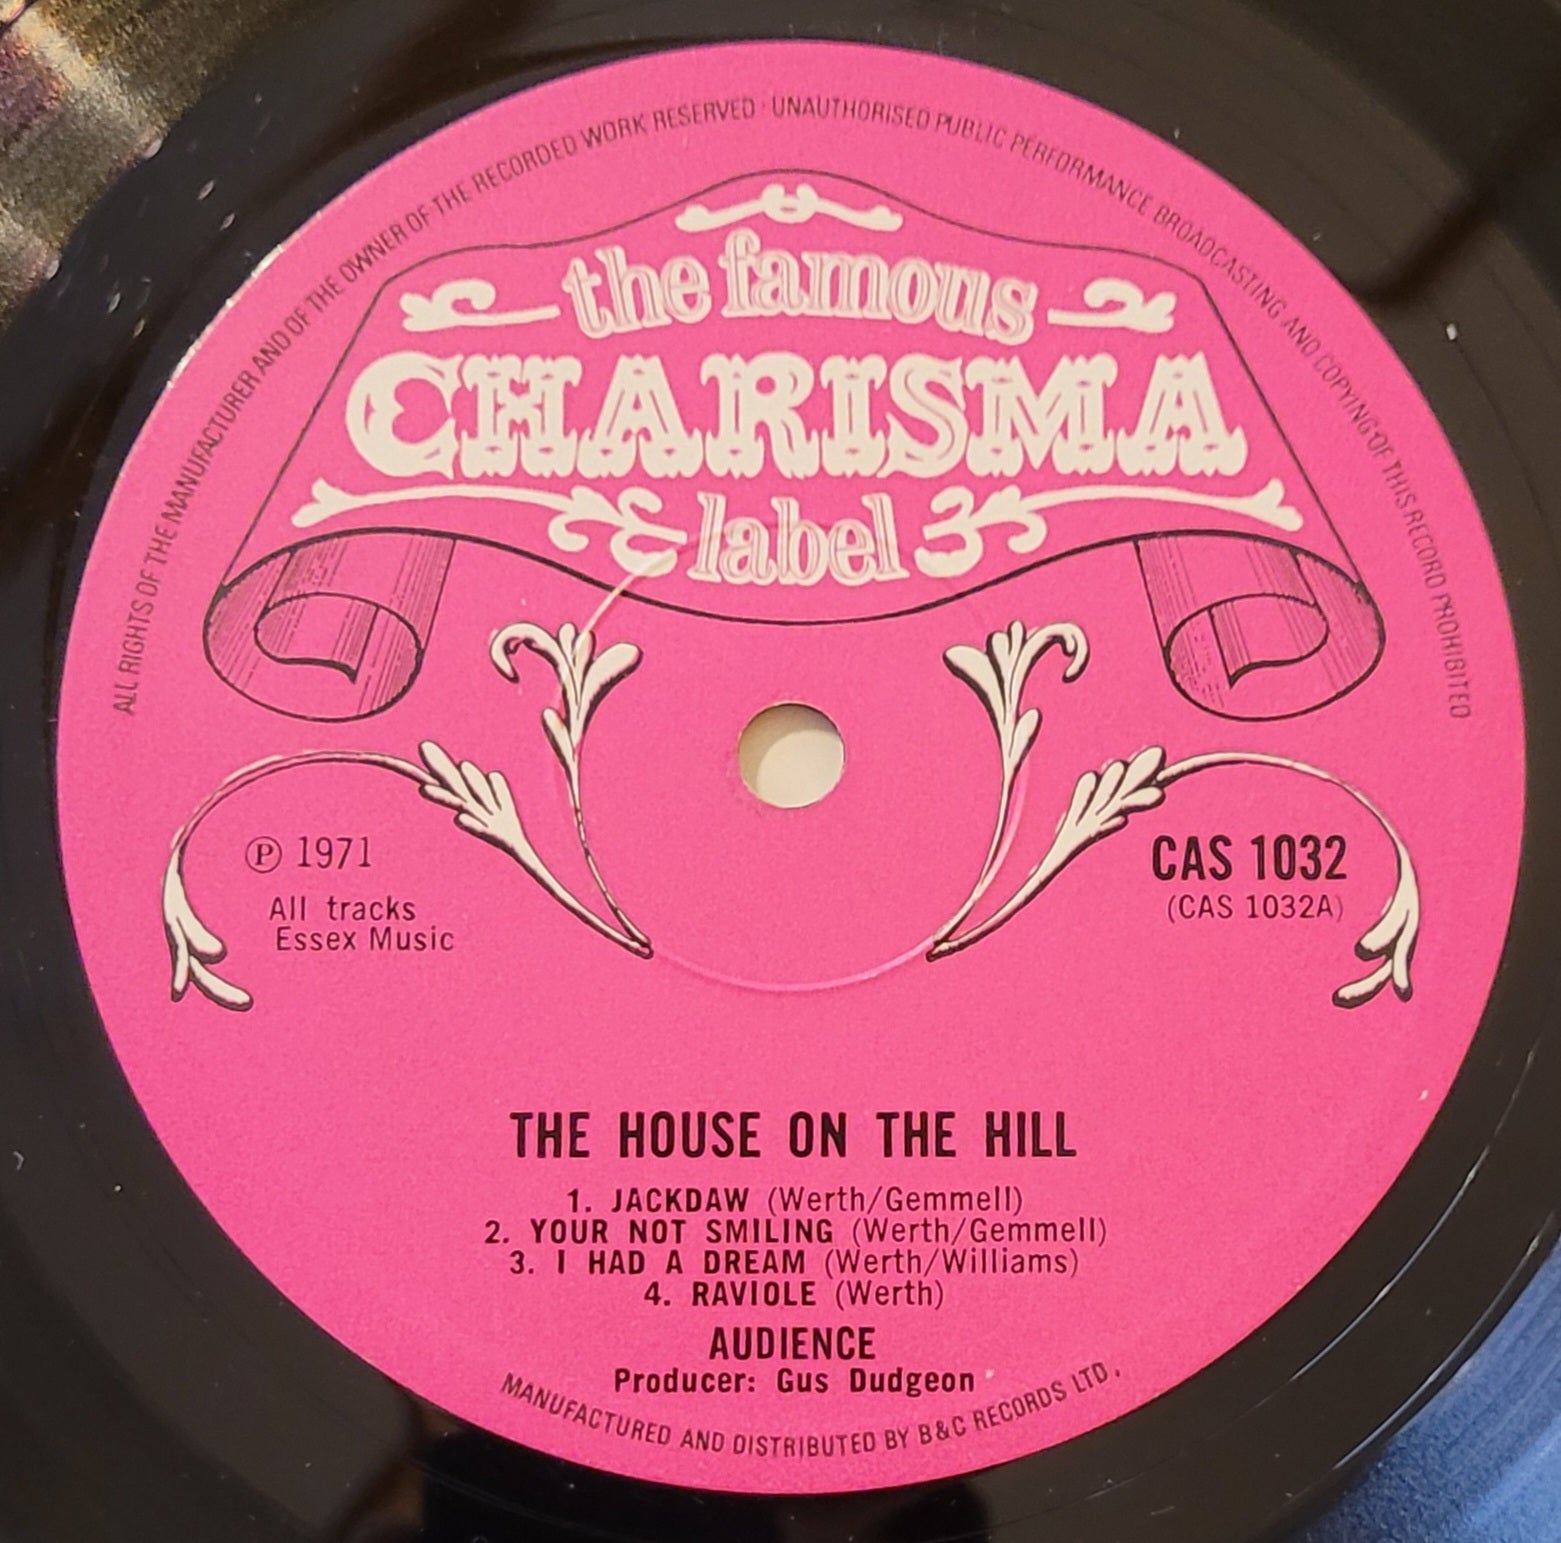 ALL RIGHTS OF THE MANUFACTURER AND OF THE OWNER OF THE RECORDED WORK RESERVED · UNAUTHORISED PUBLIC PERFORMANCE BROADCASTING AND COPYING OF THIS RECORD PROHIBITED
the famous
CHARISMA
label
℗ 1971
All tracks
Essex Music
CAS 1032
(CAS 1032A)
THE HOUSE ON THE HILL
1. JACKDAW (Werth/Gemmell)
2. YOUR NOT SMILING (Werth/Gemmell)
3. I HAD A DREAM (Werth/Williams)
4. RAVIOLE (Werth)
AUDIENCE
Producer: Gus Dudgeon
MANUFACTURED AND DISTRIBUTED BY B&C RECORDS LTD.